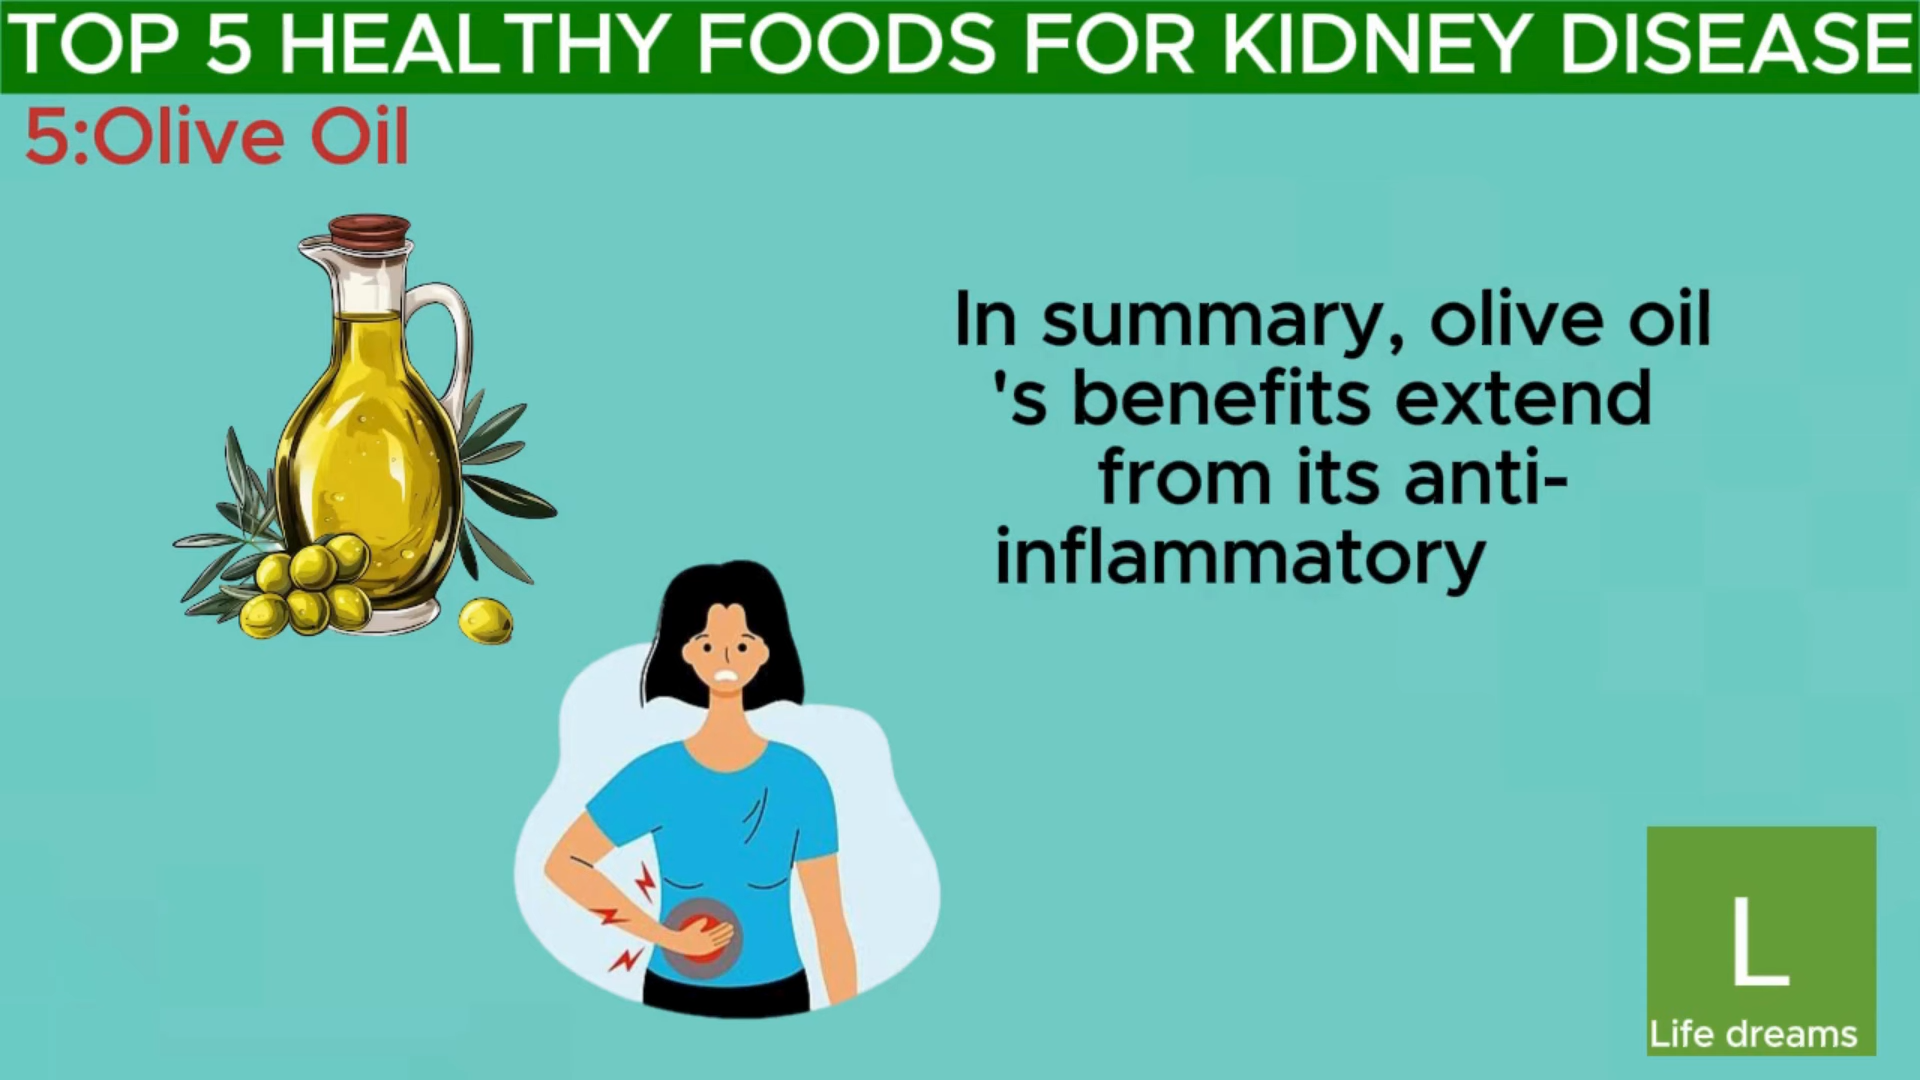 TOP 5 HEALTHY FOODS FOR KIDNEY DISEASE
5:Olive Oil
In summary, olive oil
's benefits extend
from its anti-
inflammatory
L
Life dreams